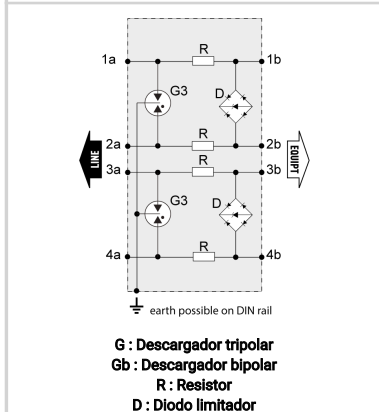 R
1a
1b
G3
D
2a
R
2b
LINE
EQUIPT
3a
R
3b
G3
D
4a
R
4b
earth possible on DIN rail
G : Descargador tripolar
Gb : Descargador bipolar
R : Resistor
D : Diodo limitador